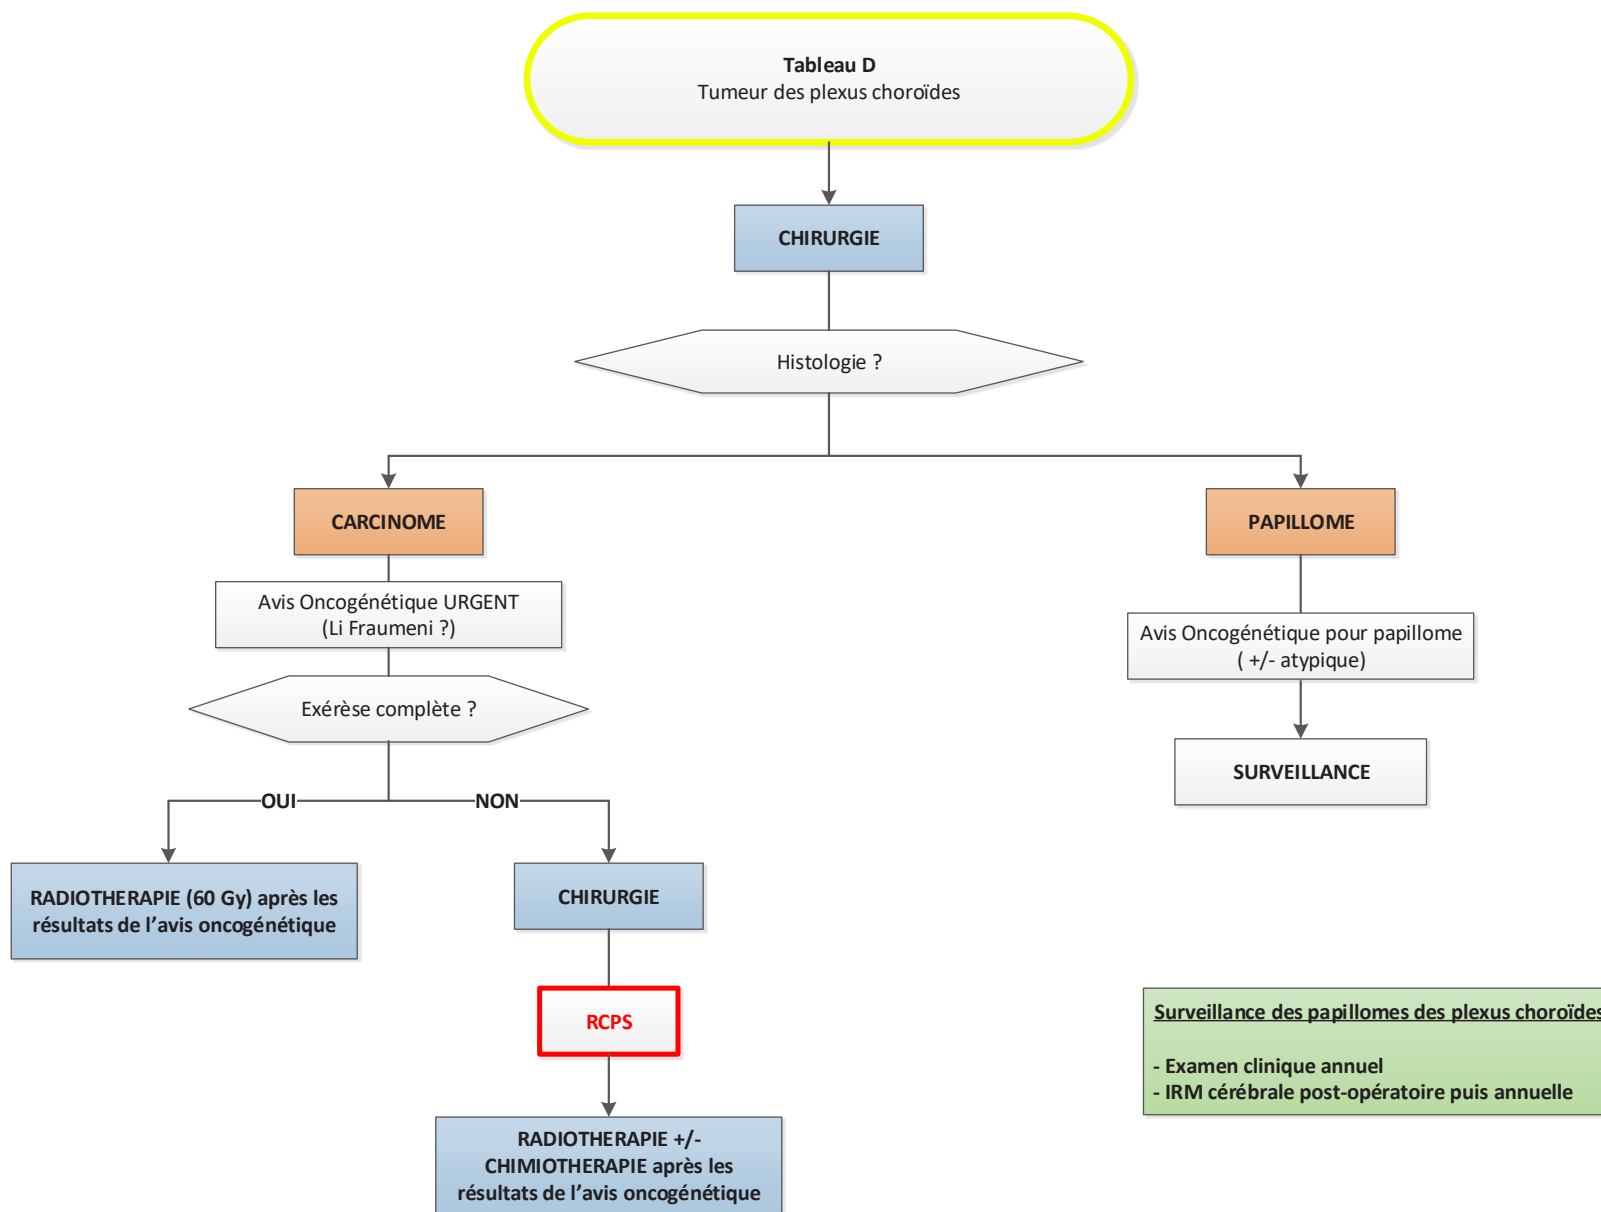 Tableau D
Tumeur des plexus choroïdes
CHIRURGIE
Histologie ?
CARCINOME
PAPILLOME
Avis Oncogénétique URGENT
(Li Fraumeni ?)
Avis Oncogénétique pour papillome
( +/- atypique)
Exérèse complète ?
SURVEILLANCE
OUI
NON
RADIOTHERAPIE (60 Gy) après les
résultats de l’avis oncogénétique
CHIRURGIE
RCPS
Surveillance des papillomes des plexus choroïdes
- Examen clinique annuel
- IRM cérébrale post-opératoire puis annuelle
RADIOTHERAPIE +/-
CHIMIOTHERAPIE après les
résultats de l’avis oncogénétique